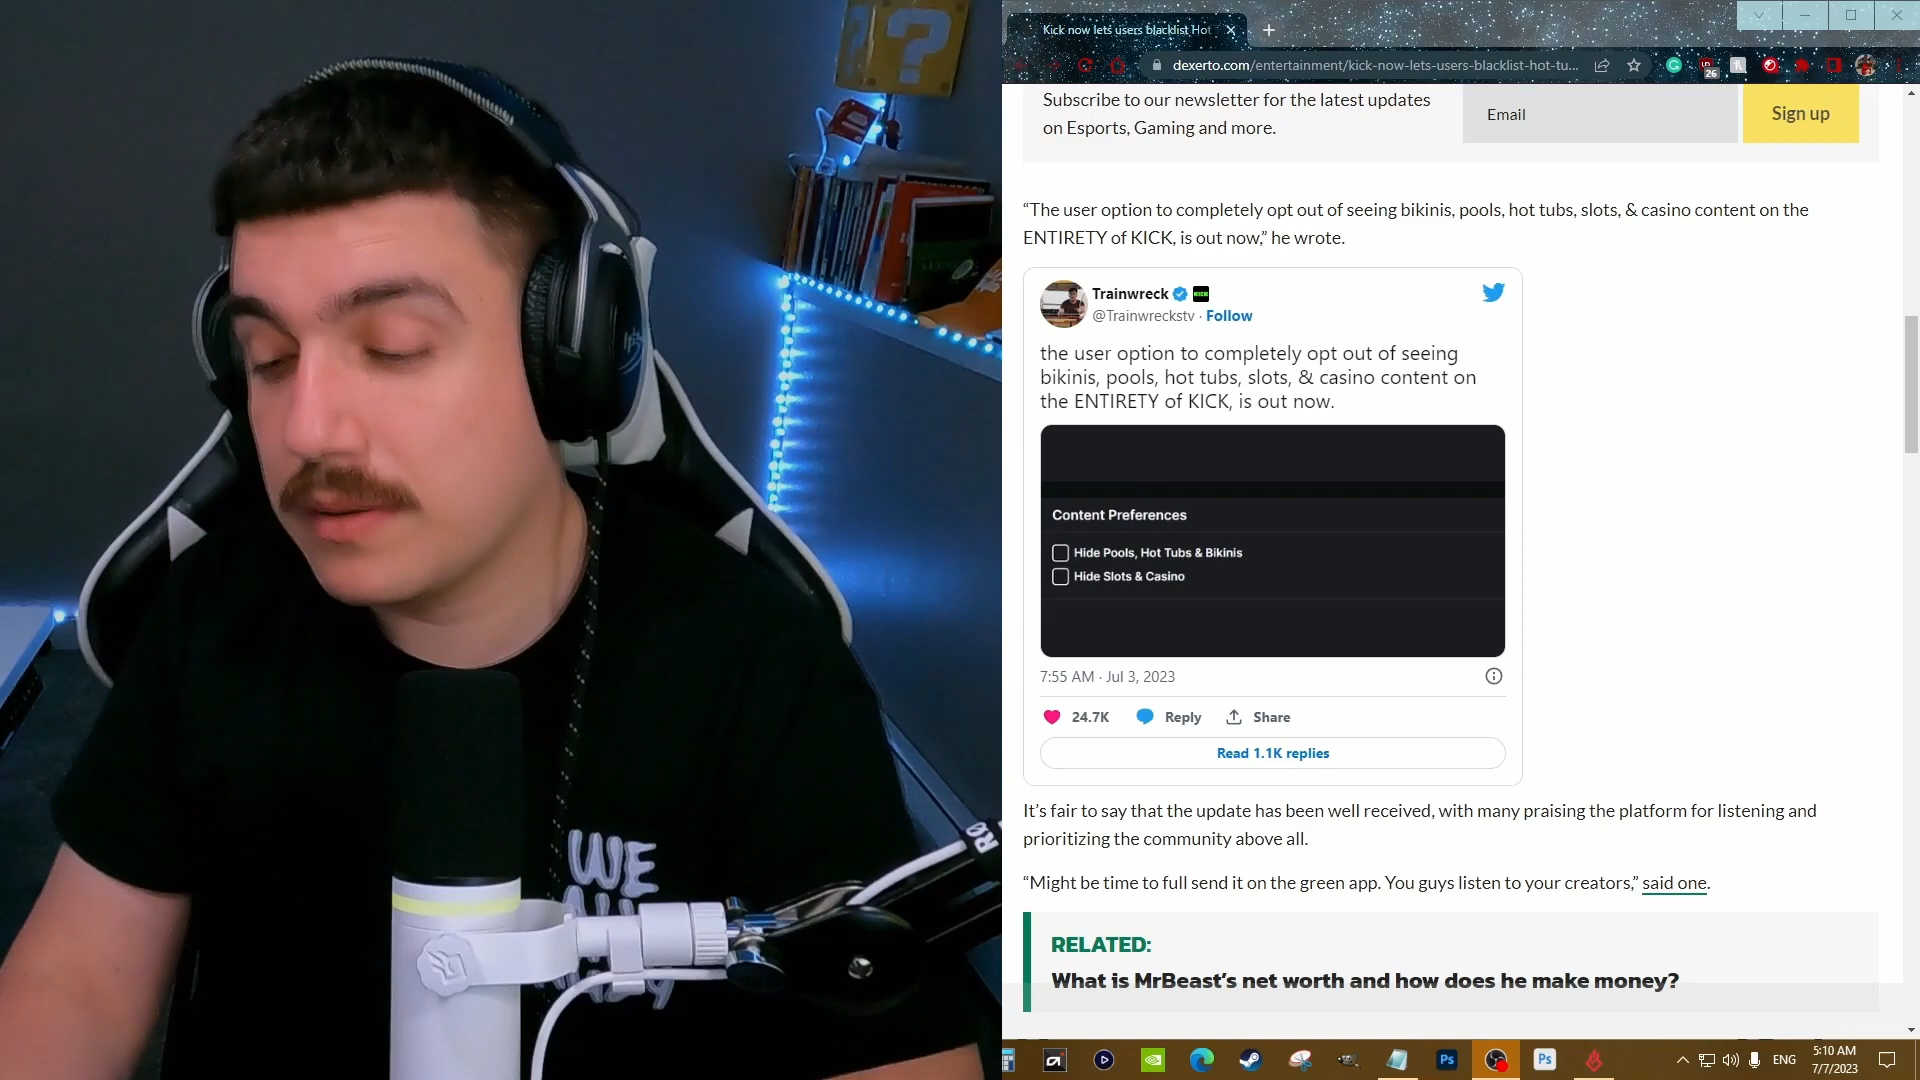 Kick now lets users blacklist Hot
dexerto.com/entertainment/kick-now-lets-users-blacklist-hot-tu...
26
Subscribe to our newsletter for the latest updates
on Esports, Gaming and more.
Email
Sign up
“The user option to completely opt out of seeing bikinis, pools, hot tubs, slots, & casino content on the
ENTIRETY of KICK, is out now,” he wrote.
Trainwreck
KICK
@Trainwreckstv · Follow
the user option to completely opt out of seeing
bikinis, pools, hot tubs, slots, & casino content on
the ENTIRETY of KICK, is out now.
Content Preferences
Hide Pools, Hot Tubs & Bikinis
Hide Slots & Casino
7:55 AM · Jul 3, 2023
24.7K
Reply
Share
Read 1.1K replies
It’s fair to say that the update has been well received, with many praising the platform for listening and
prioritizing the community above all.
“Might be time to full send it on the green app. You guys listen to your creators,” said one.
RELATED:
What is MrBeast’s net worth and how does he make money?
WE
RØ
Ps
Ps
ENG
5:10 AM
7/7/2023